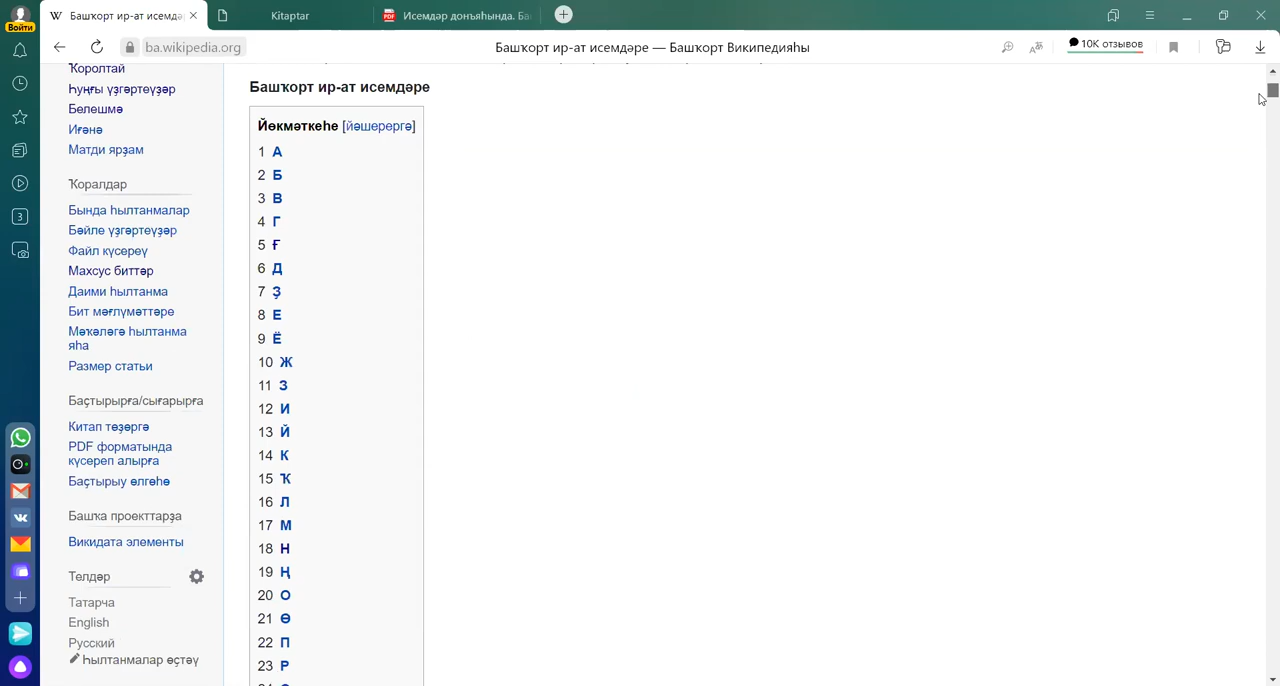 Войти
Башҡорт ир-ат исемдәр
Kitaptar
Исемдәр донъяһында. Ба
ba.wikipedia.org
Башҡорт ир-ат исемдәре — Башҡорт Википедияһы
10K отзывов
Ҡоролтай
Һуңғы үҙгәртеүҙәр
Белешмә
Иғәнә
Матди ярҙам
Ҡоралдар
Бында һылтанмалар
Бәйле үҙгәртеүҙәр
Файл күсереү
Махсус биттәр
Даими һылтанма
Бит мәғлүмәттәре
Мәҡәләгә һылтанма
яһа
Размер статьи
Баҫтырырға/сығарырға
Китап төҙөргә
PDF форматында
күсереп алырға
Баҫтырыу өлгөһө
Башҡа проекттарҙа
Викидата элементы
Телдәр
Татарча
English
Русский
Һылтанмалар өҫтәү
3
Башҡорт ир-ат исемдәре
Йөкмәткеһе [йәшерергә]
1 А
2 Б
3 В
4 Г
5 Ғ
6 Д
7 Ҙ
8 Е
9 Ё
10 Ж
11 З
12 И
13 Й
14 К
15 Ҡ
16 Л
17 М
18 Н
19 Ң
20 О
21 Ө
22 П
23 Р